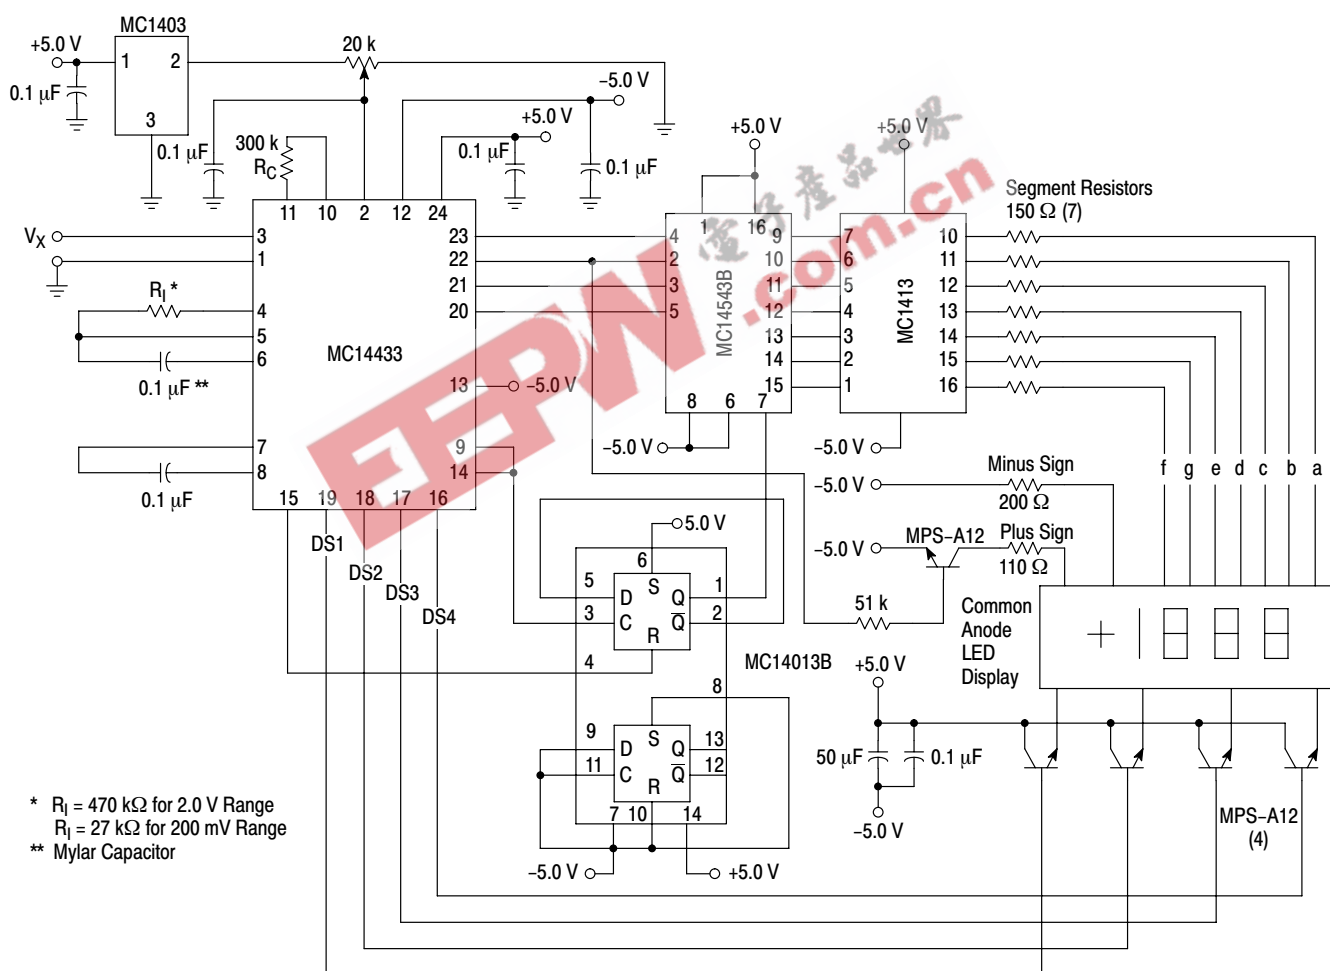 MC1403
+5.0 V
1 2
3
0.1 µF
20 k
−5.0 V
+5.0 V
0.1 µF
300 k
RC
0.1 µF
0.1 µF
+5.0 V
+5.0 V
電子產品世界
.com.cn
EEPW
Segment Resistors
150 Ω (7)
11 10 2 12 24
VX
3
1
RI *
4
5
6
0.1 µF **
7
8
0.1 µF
MC14433
23
22
21
20
13
−5.0 V
9
14
15 19 18 17 16
DS1
DS2
DS3
DS4
1 16
4
2
3
5
MC14543B
9
10
11
12
13
14
15
8 6 7
−5.0 V
7
6
5
4
3
2
1
MC1413
10
11
12
13
14
15
16
−5.0 V
f g e d c b a
Minus Sign
−5.0 V
200 Ω
MPS−A12
Plus Sign
−5.0 V
110 Ω
51 k
Common
Anode
LED
Display
5.0 V
6
5 D S Q 1
3 C Q 2
R
4
MC14013B
8
9 D S Q 13
11 C Q 12
R
7 10 14
−5.0 V
+5.0 V
+5.0 V
50 µF
0.1 µF
−5.0 V
MPS−A12
(4)
* RI = 470 kΩ for 2.0 V Range
RI = 27 kΩ for 200 mV Range
** Mylar Capacitor